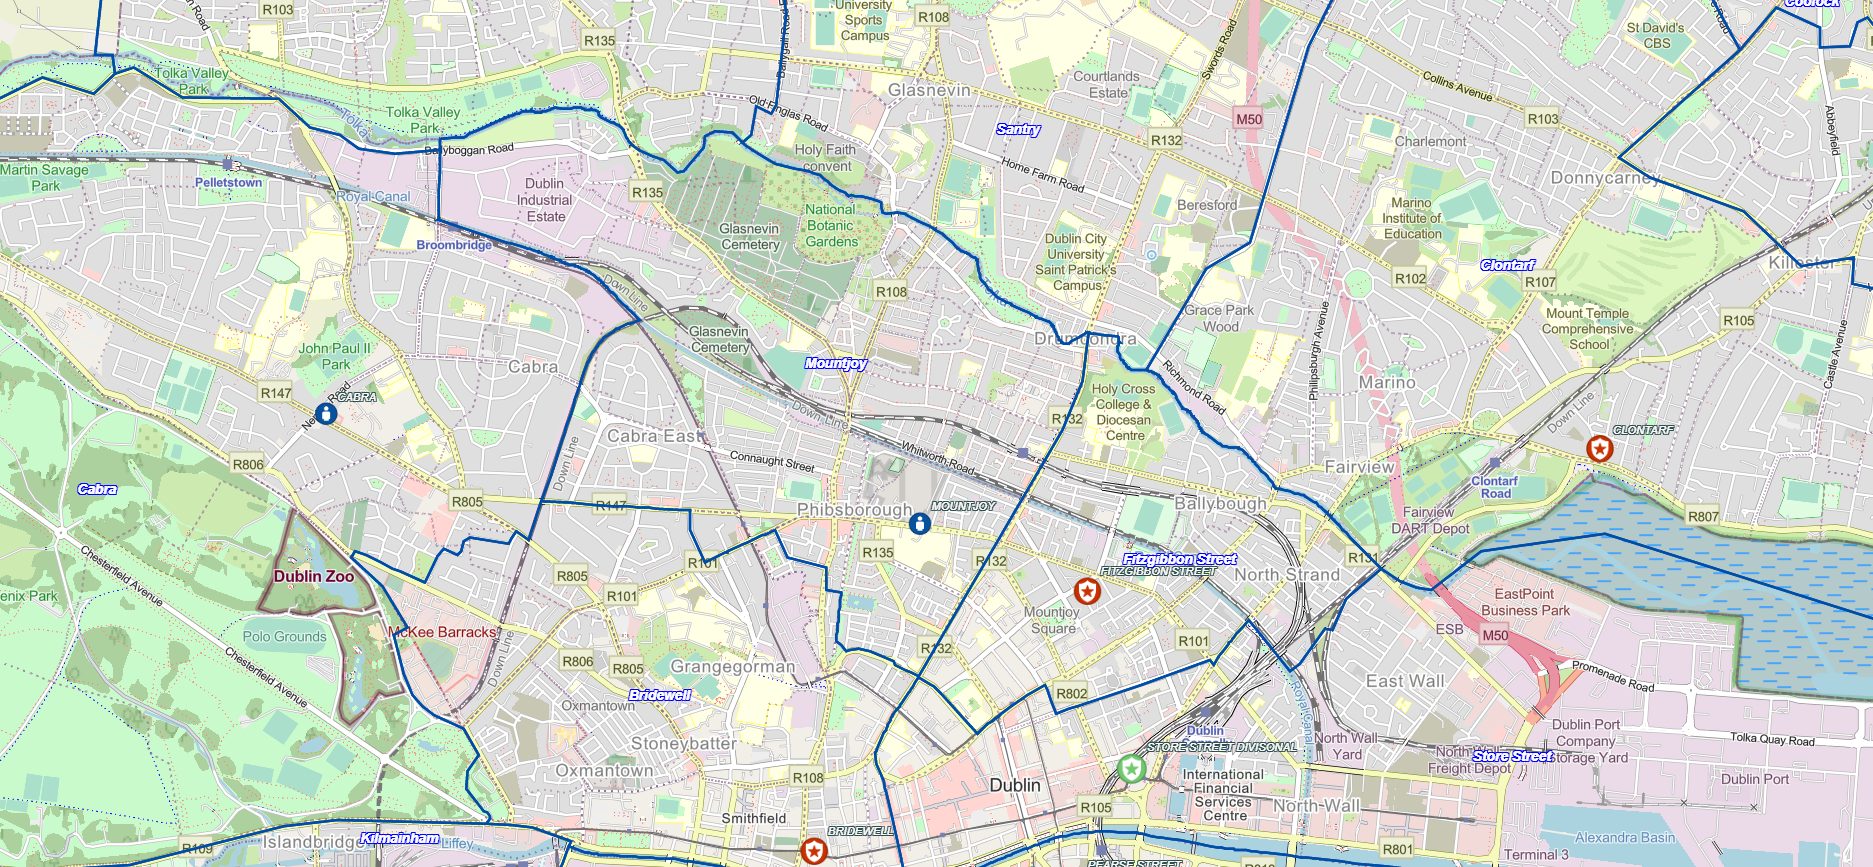 R103
R135
University
Sports
Campus
R108
Swords Road
St David's
CBS
Coolock
Road
Tolka Valley
Park
Tolka Valley
Park
Tolka
Glasnevin
Courtlands
Estate
Collins Avenue
Old Finglas Road
Santry
M50
R103
R132
Charlemont
Abbeyfield
Ballyboggan Road
Holy Faith
convent
Home Farm Road
Martin Savage
Park
Pelletstown
Royal Canal
Dublin
Industrial
Estate
R135
Donnycarney
National
Botanic
Gardens
Glasnevin
Cemetery
Beresford
Marino
Institute of
Education
Broombridge
Dublin City
University
Saint Patrick's
Campus
Clontarf
Killester
R102
R107
Down Line
R108
Grace Park
Wood
Mount Temple
Comprehensive
School
R105
Glasnevin
Cemetery
Drumcondra
Philipsburgh Avenue
Castle Avenue
John Paul II
Park
Cabra
Mountjoy
Richmond Road
Marino
R147
CABRA
Holy Cross
College &
Diocesan
Centre
R132
Down Line
Down Line
CLONTARF
Cabra East
Whitworth Road
Connaught Street
Fairview
R806
Down Line
Clontarf
Road
Cabra
R805
R147
Phibsborough
MOUNTJOY
Ballybough
Fairview
DART Depot
R807
Chesterfield Avenue
Dublin Zoo
R805
R101
R135
R132
Fitzgibbon Street
FITZGIBBON STREET
North Strand
R131
enix Park
R101
Mountjoy
Square
EastPoint
Business Park
Polo Grounds
McKee Barracks
ESB
M50
Down Line
R806
R805
Grangegorman
R132
R101
Chesterfield Avenue
Bridewell
R802
East Wall
Promenade Road
Oxmantown
Royal Canal
Stoneybatter
Dublin
STORE STREET DIVISONAL
North Wall
Yard
Store Street
Dublin Port
Company
Tolka Quay Road
Oxmantown
R108
Dublin
International
Financial
Services
Centre
Dublin Port
R105
North Wall
Smithfield
BRIDEWELL
R109
Islandbridge
Kilmainham
Liffey
PEARSE STREET
R801
Alexandra Basin
Terminal 3